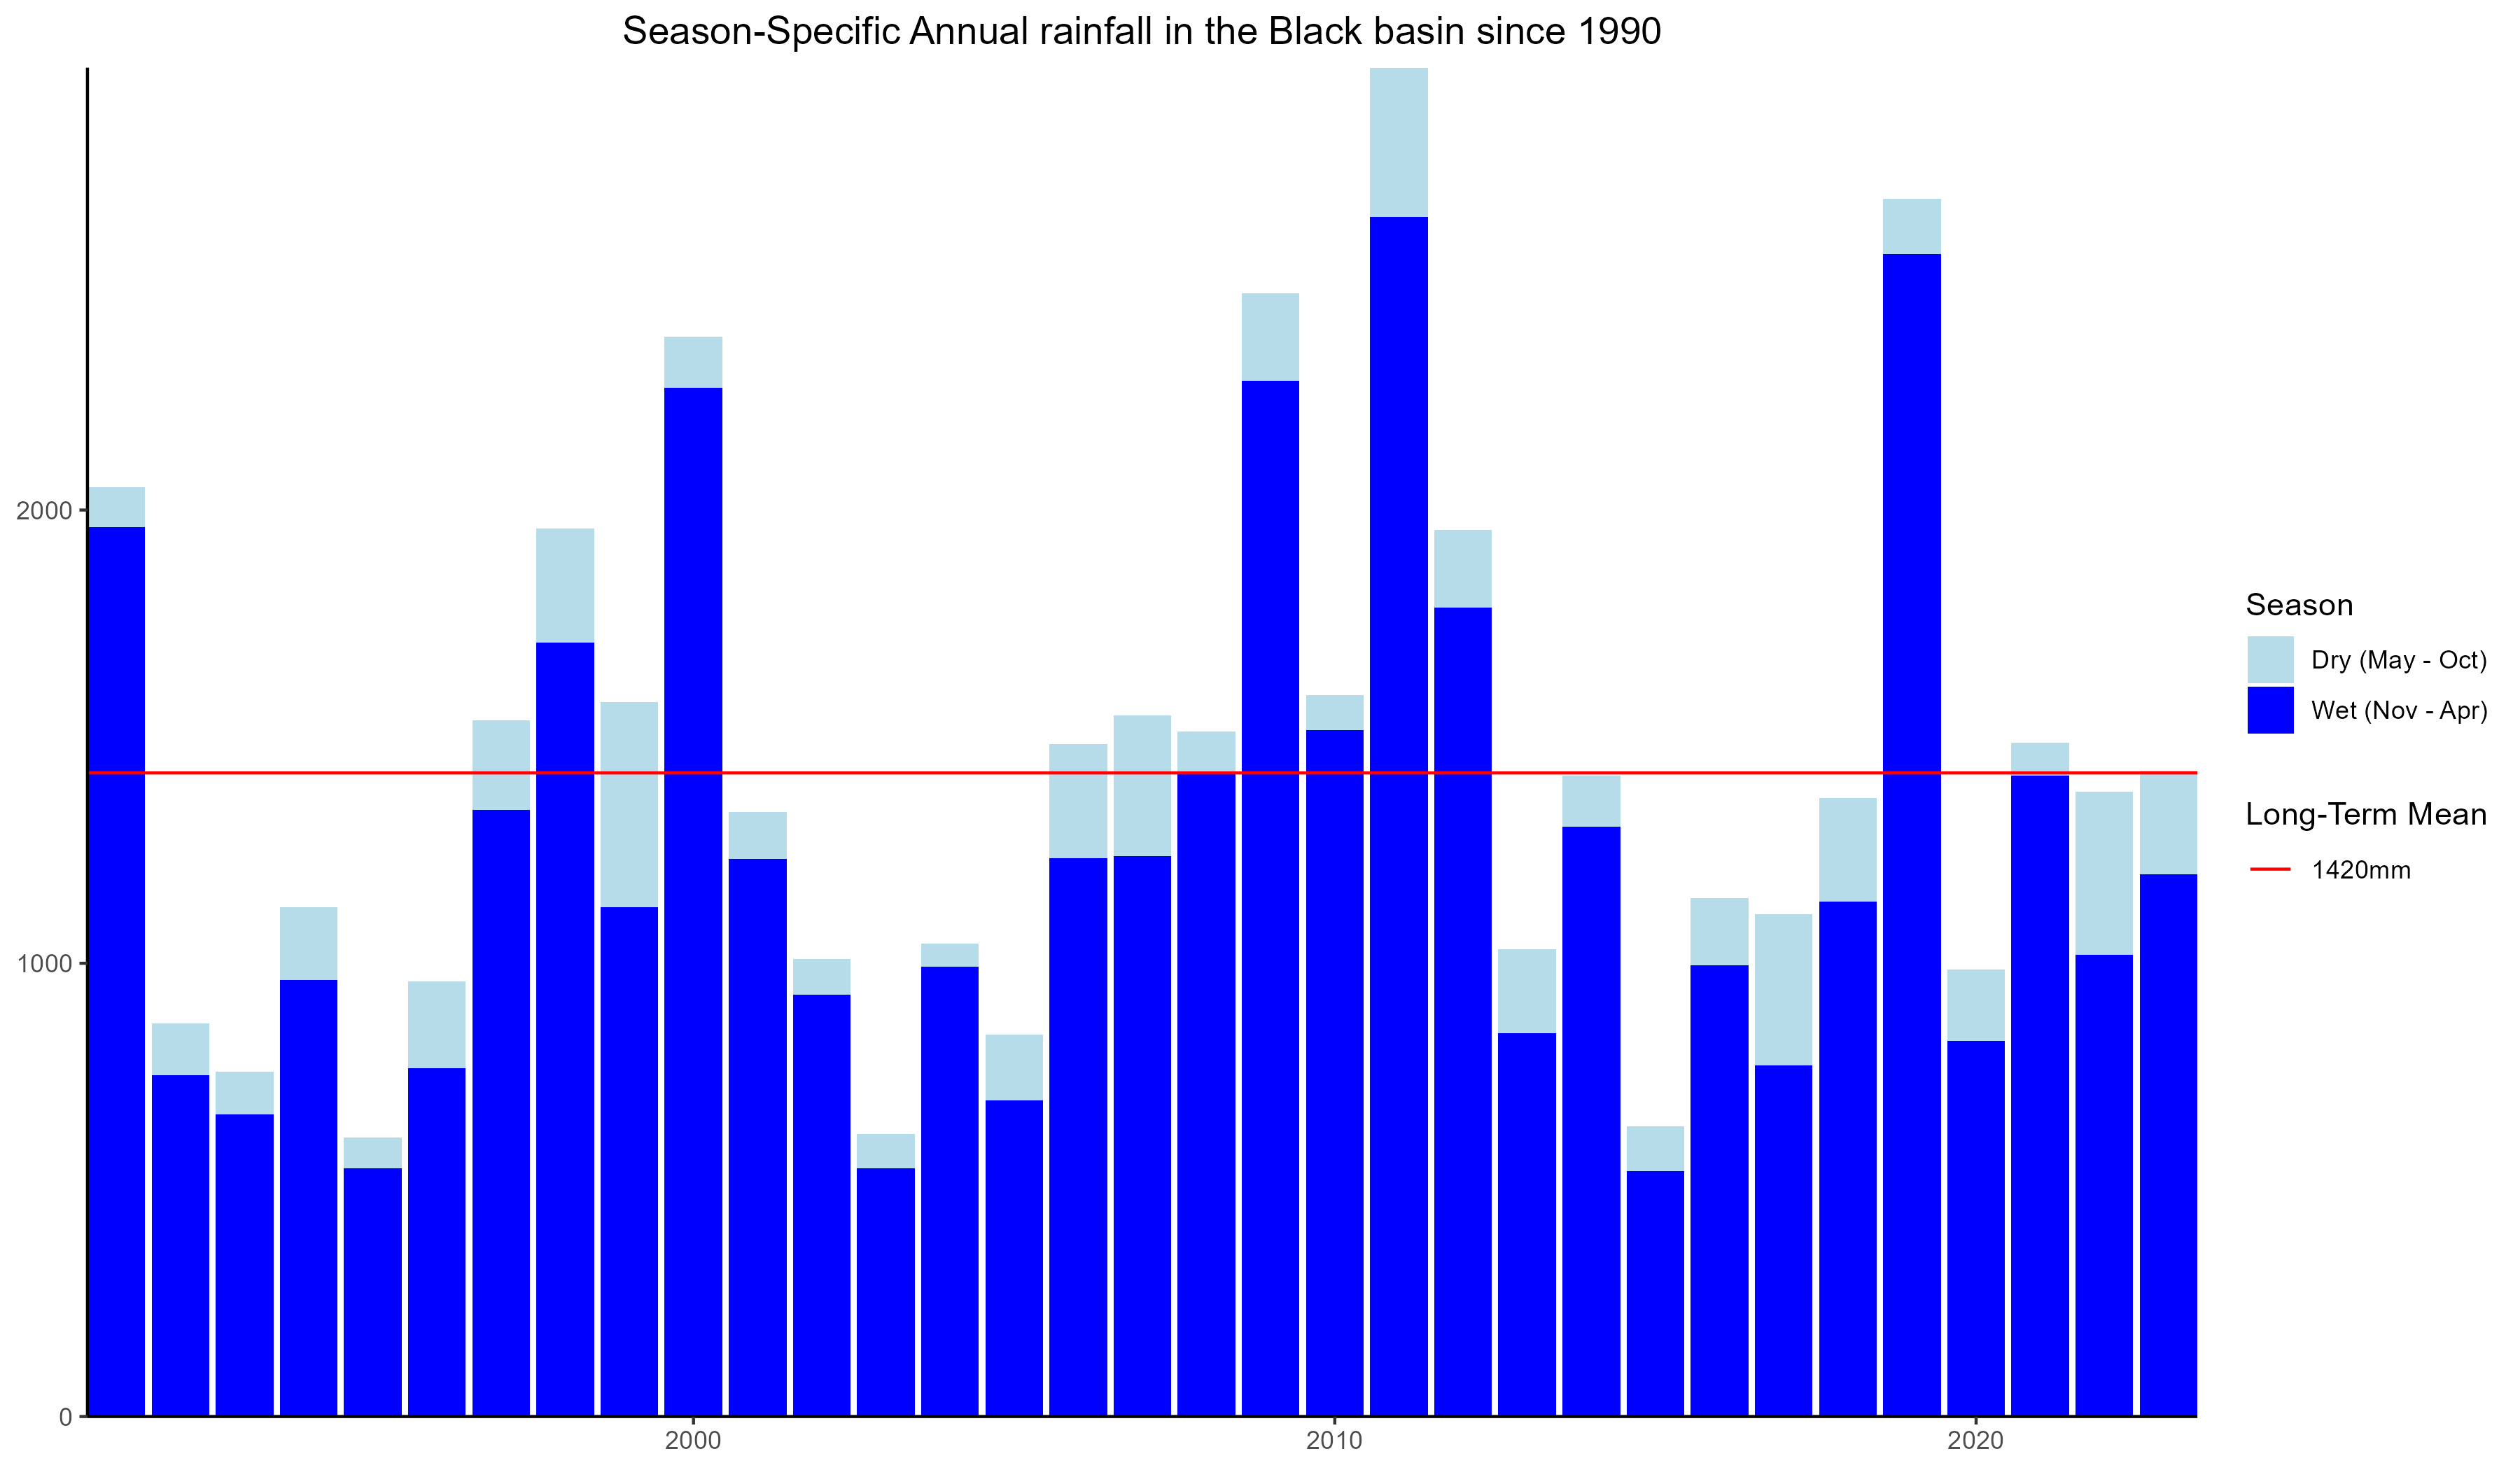 Season-Specific Annual rainfall in the Black basin since 1990
2000
1000
0
2000
2010
2020
Season
Dry (May - Oct)
Wet (Nov - Apr)
Long-Term Mean
1420mm